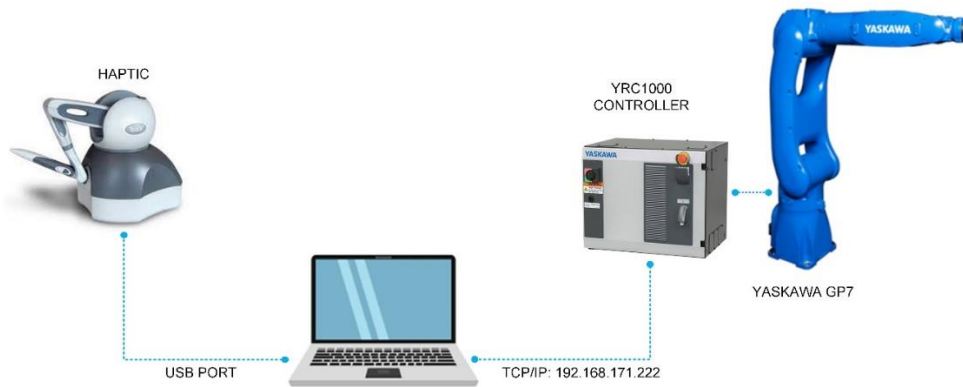 HAPTIC
YRC1000
CONTROLLER
YASKAWA
YASKAWA
YASKAWA GP7
USB PORT
TCP/IP: 192.168.171.222